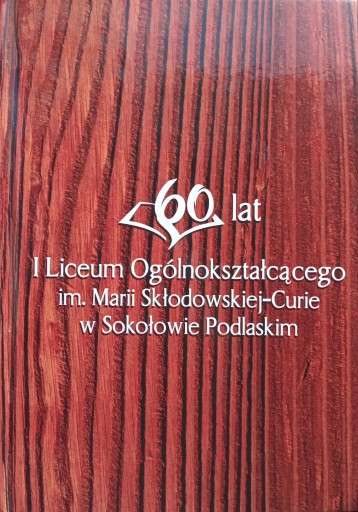 60 lat
I Liceum Ogólnokształcącego
im. Marii Skłodowskiej-Curie
w Sokołowie Podlaskim